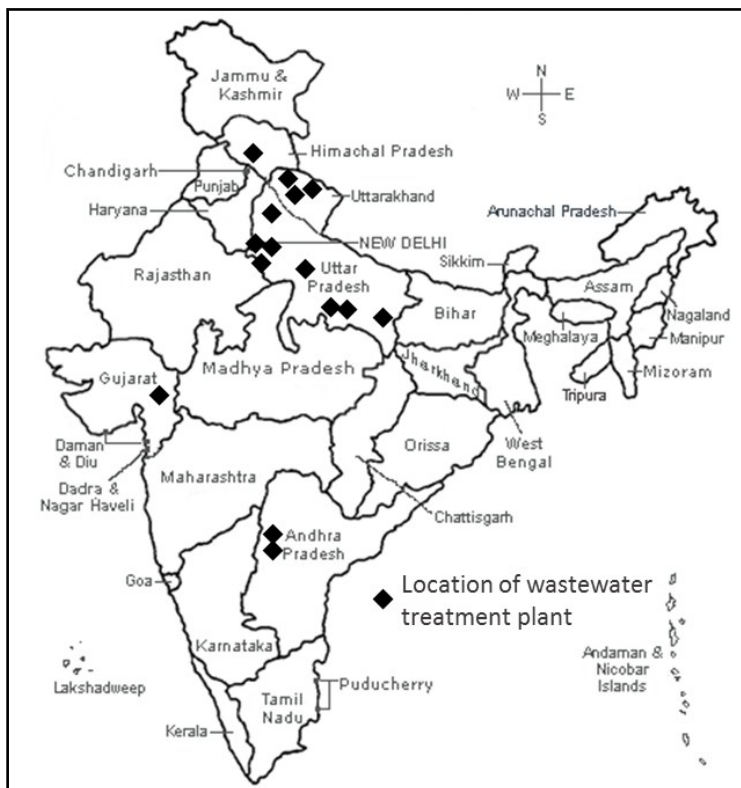 Jammu &
Kashmir
N
W
E
S
Himachal Pradesh
Chandigarh
Punjab
Uttarakhand
Haryana
Arunachal Pradesh
NEW DELHI
Sikkim
Rajasthan
Uttar
Pradesh
Assam
Bihar
Nagaland
Meghalaya
Manipur
Jharkhand
Gujarat
Madhya Pradesh
Mizoram
Tripura
Daman
& Diu
Orissa
West
Bengal
Maharashtra
Dadra &
Nagar Haveli
Chattisgarh
Andhra
Pradesh
Goa
Location of wastewater
treatment plant
Karnataka
Andaman &
Nicobar
Islands
Lakshadweep
Puducherry
Tamil
Nadu
Kerala